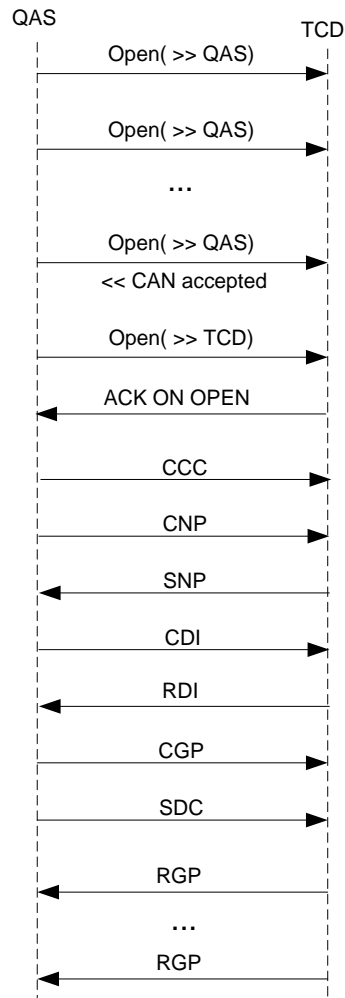 QAS
TCD
Open( >> QAS)
Open( >> QAS)
...
Open( >> QAS)
<< CAN accepted
Open( >> TCD)
ACK ON OPEN
CCC
CNP
SNP
CDI
RDI
CGP
SDC
RGP
...
RGP